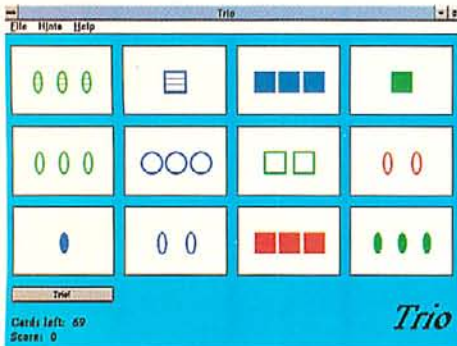 Trio
File Hints Help
Trio!
Cards left: 69
Score: 0
Trio